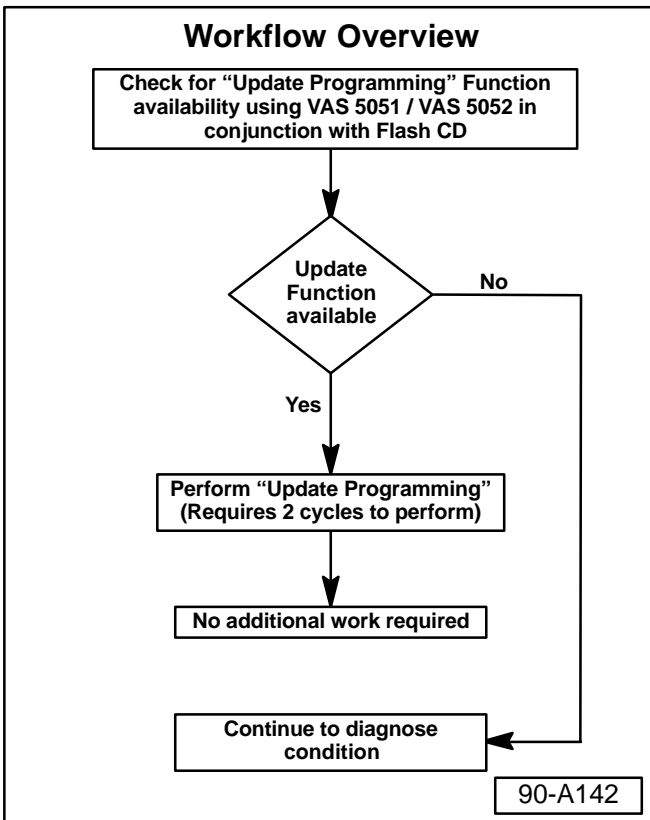 Workflow Overview
Check for “Update Programming” Function
availability using VAS 5051 / VAS 5052 in
conjunction with Flash CD
Update
Function
available
No
Yes
Perform “Update Programming”
(Requires 2 cycles to perform)
No additional work required
Continue to diagnose
condition
90-A142